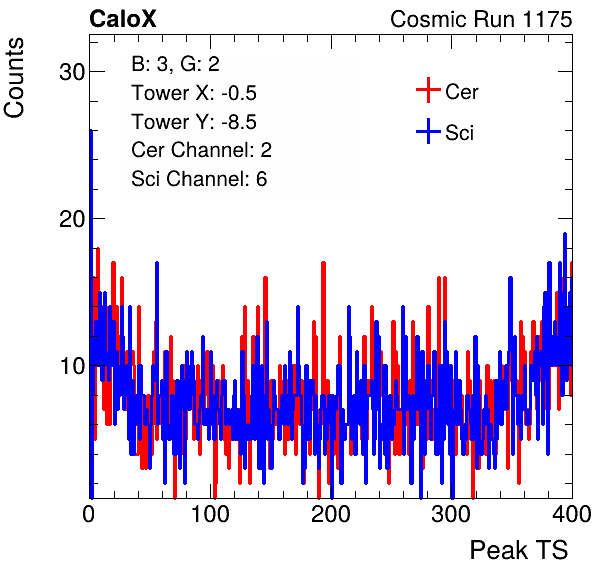 CaloX
Cosmic Run 1175
Counts
30
20
10
B: 3, G: 2
Tower X: -0.5
Tower Y: -8.5
Cer Channel: 2
Sci Channel: 6
Cer
Sci
0
100
200
300
400
Peak TS